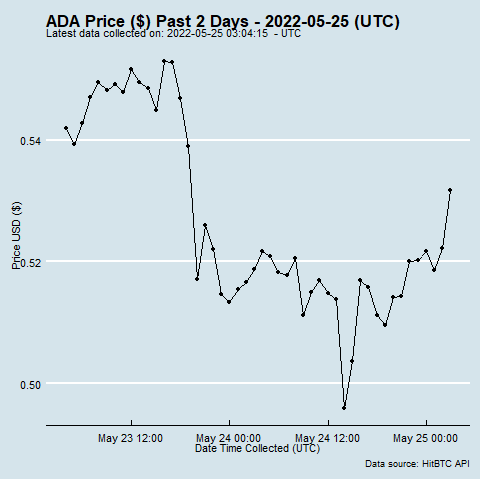 ADA Price ($) Past 2 Days - 2022-05-25 (UTC)
Latest data collected on: 2022-05-25 03:04:15 - UTC
0.54
0.52
0.50
Price USD ($)
May 23 12:00 May 24 00:00 May 24 12:00 May 25 00:00
Date Time Collected (UTC)
Data source: HitBTC API